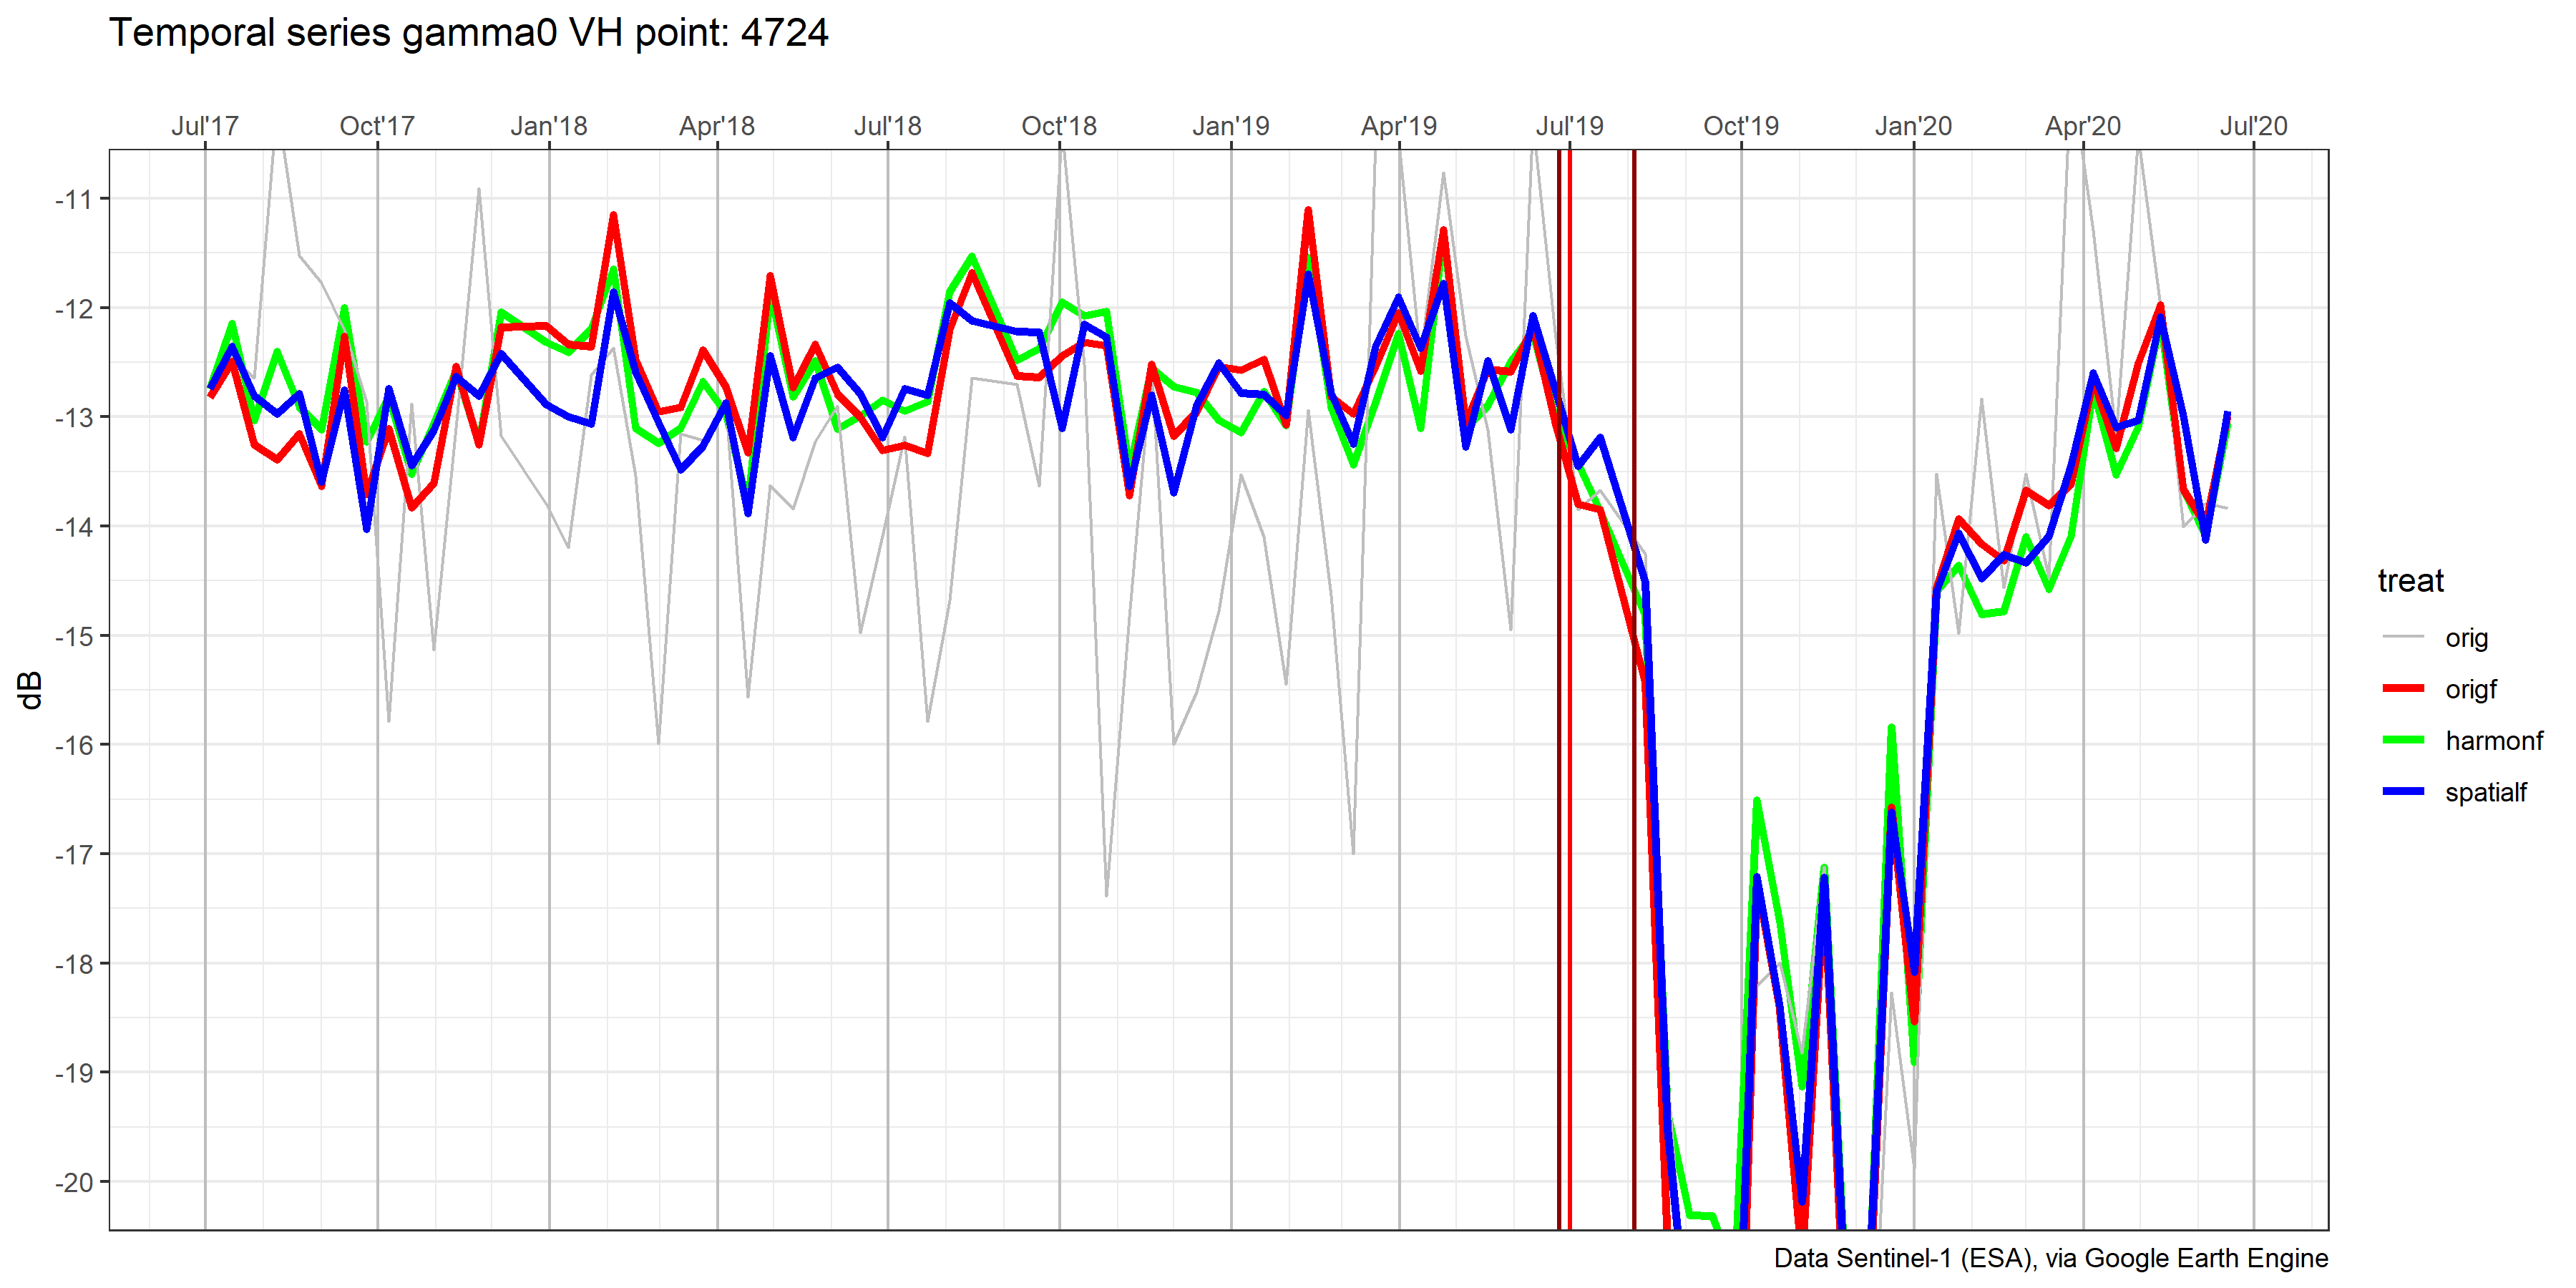 Temporal series gamma0 VH point: 4724
Jul'17 Oct'17 Jan'18 Apr'18 Jul'18 Oct'18 Jan'19 Apr'19 Jul'19 Oct'19 Jan'20 Apr'20 Jul'20
-11
-12
-13
-14
-15
-16
-17
-18
-19
-20
dB
treat
orig
origf
harmonf
spatialf
Data Sentinel-1 (ESA), via Google Earth Engine